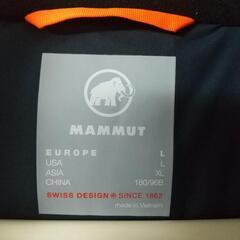 MAMMUT
EUROPE L
USA L
ASIA XL
CHINA 180/96B
SWISS DESIGN SINCE 1862
made in Vietnam